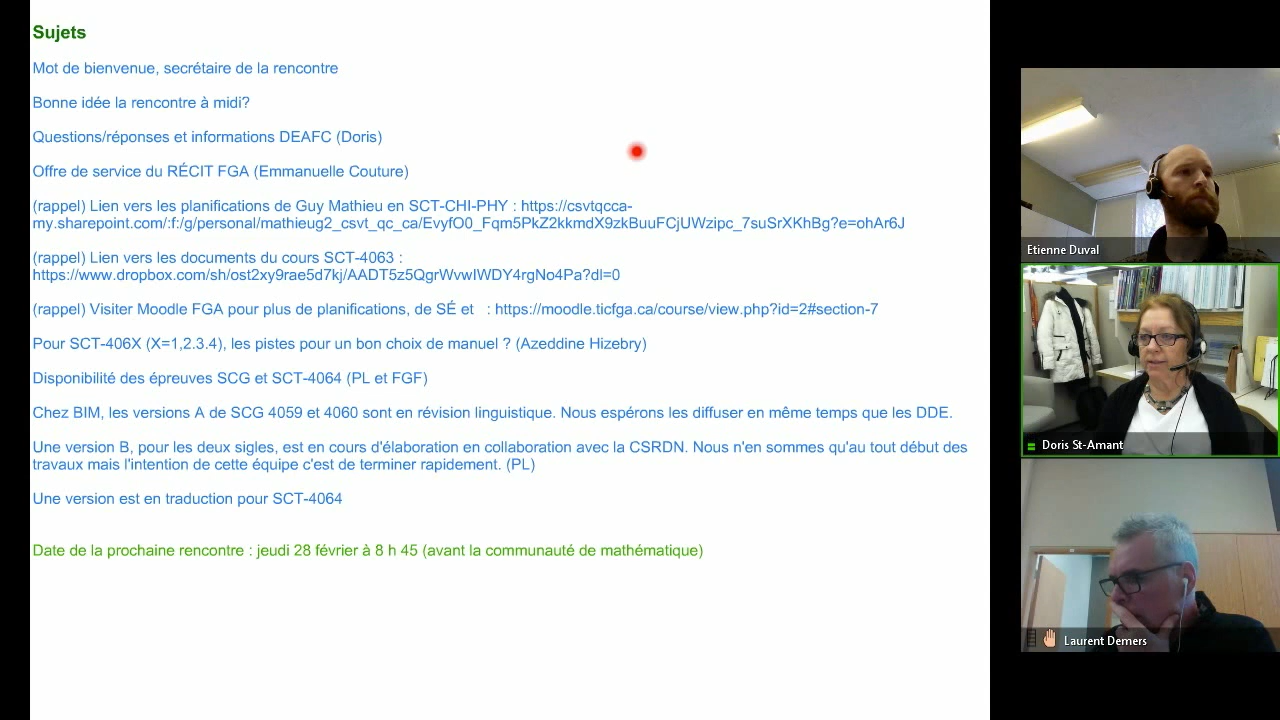 Sujets
Mot de bienvenue, secrétaire de la rencontre
Bonne idée la rencontre à midi?
Questions/réponses et informations DEAFC (Doris)
Offre de service du RÉCIT FGA (Emmanuelle Couture)
(rappel) Lien vers les planifications de Guy Mathieu en SCT-CHI-PHY : https://csvtqcca-
my.sharepoint.com/:f:/g/personal/mathieug2_csvt_qc_ca/EvyfO0_Fqm5PkZ2kkmdX9zkBuuFCjUWzipc_7suSrXKhBg?e=ohAr6J
(rappel) Lien vers les documents du cours SCT-4063 :
https://www.dropbox.com/sh/ost2xy9rae5d7kj/AADT5z5QgrWvwIWDY4rgNo4Pa?dl=0
(rappel) Visiter Moodle FGA pour plus de planifications, de SÉ et : https://moodle.ticfga.ca/course/view.php?id=2#section-7
Pour SCT-406X (X=1,2.3.4), les pistes pour un bon choix de manuel ? (Azeddine Hizebry)
Disponibilité des épreuves SCG et SCT-4064 (PL et FGF)
Chez BIM, les versions A de SCG 4059 et 4060 sont en révision linguistique. Nous espérons les diffuser en même temps que les DDE.
Une version B, pour les deux sigles, est en cours d'élaboration en collaboration avec la CSRDN. Nous n'en sommes qu'au tout début des
travaux mais l'intention de cette équipe c'est de terminer rapidement. (PL)
Une version est en traduction pour SCT-4064
Date de la prochaine rencontre : jeudi 28 février à 8 h 45 (avant la communauté de mathématique)
Etienne Duval
Doris St-Amant
Laurent Demers